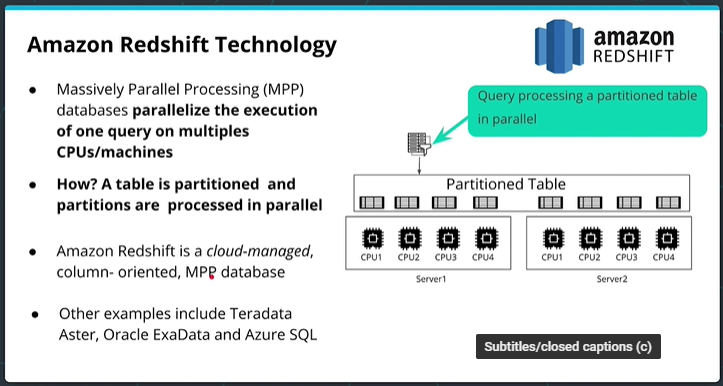 Amazon Redshift Technology
amazon
REDSHIFT
Massively Parallel Processing (MPP)
databases parallelize the execution
of one query on multiples
CPUs/machines
How? A table is partitioned and
partitions are processed in parallel
Amazon Redshift is a cloud-managed,
column- oriented, MPP database
Other examples include Teradata
Aster, Oracle ExaData and Azure SQL
Query processing a partitioned table
in parallel
Partitioned Table
CPU1 CPU2 CPU3 CPU4
Server1
CPU1 CPU2 CPU3 CPU4
Server2
Subtitles/closed captions (c)